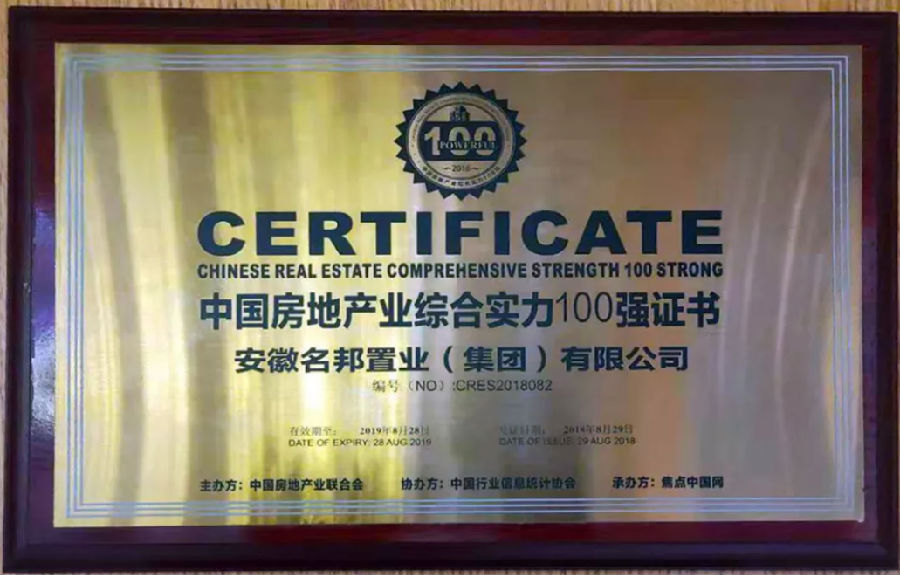 100
POWERFUL
2018
CERTIFICATE
CHINESE REAL ESTATE COMPREHENSIVE STRENGTH 100 STRONG
中国房地产业综合实力100强证书
安徽名邦置业（集团）有限公司
编号（NO）:CRES2018082
有效期至： 2019年8月28日 发证日期： 2018年8月29日
DATE OF EXPIRY: 28 AUG 2019 DATE OF ISSUE: 29 AUG 2018
主办方：中国房地产业联合会 协办方：中国行业信息统计协会 承办方：焦点中国网